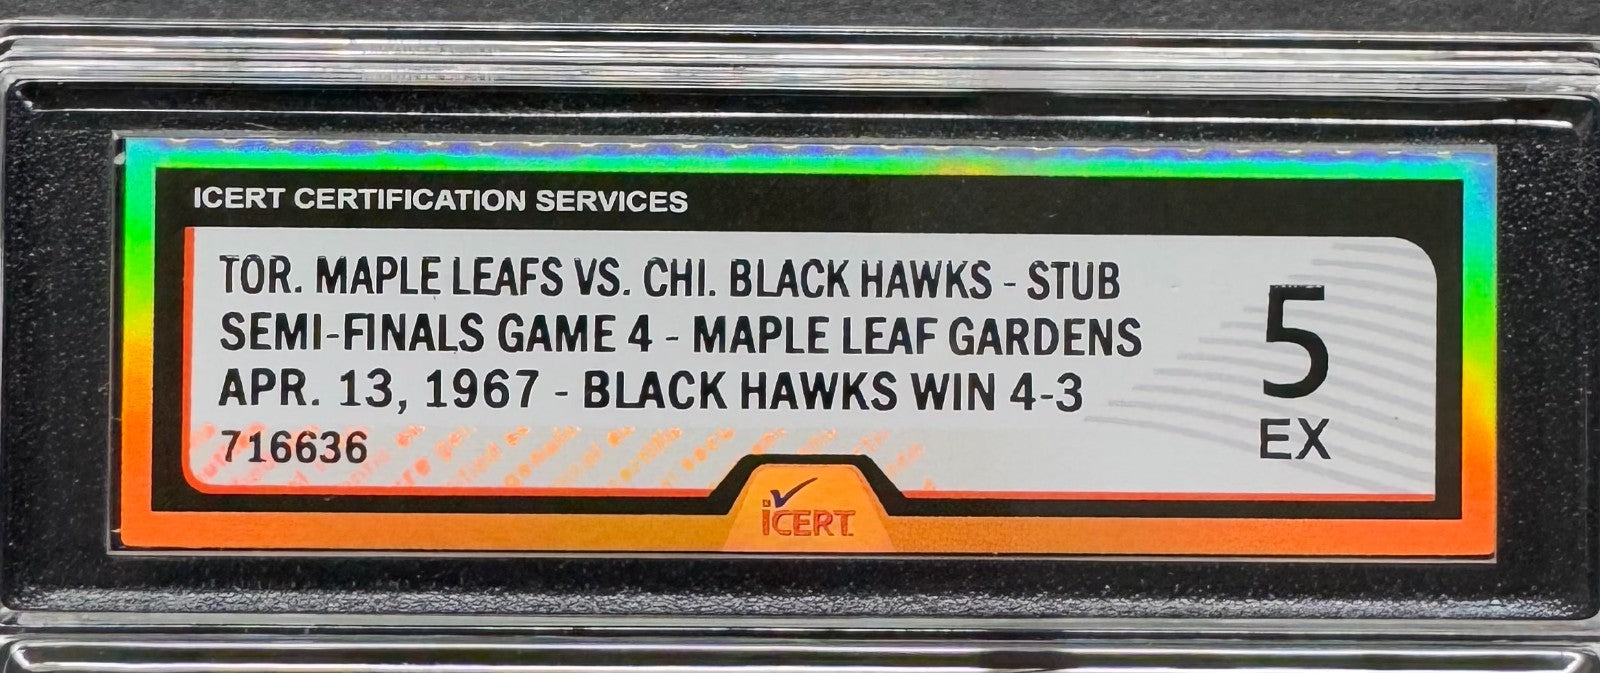 ICERT CERTIFICATION SERVICES
TOR. MAPLE LEAFS VS. CHI. BLACK HAWKS - STUB
SEMI-FINALS GAME 4 - MAPLE LEAF GARDENS
APR. 13, 1967 - BLACK HAWKS WIN 4-3
716636
5
EX
iCERT